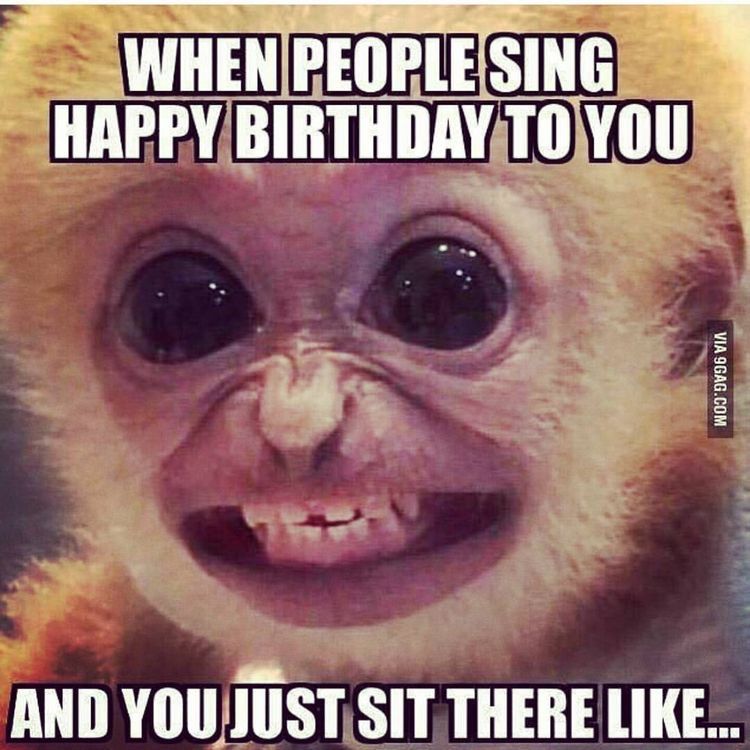 WHEN PEOPLE SING
HAPPY BIRTHDAY TO YOU
VIA 9GAG.COM
AND YOU JUST SIT THERE LIKE...